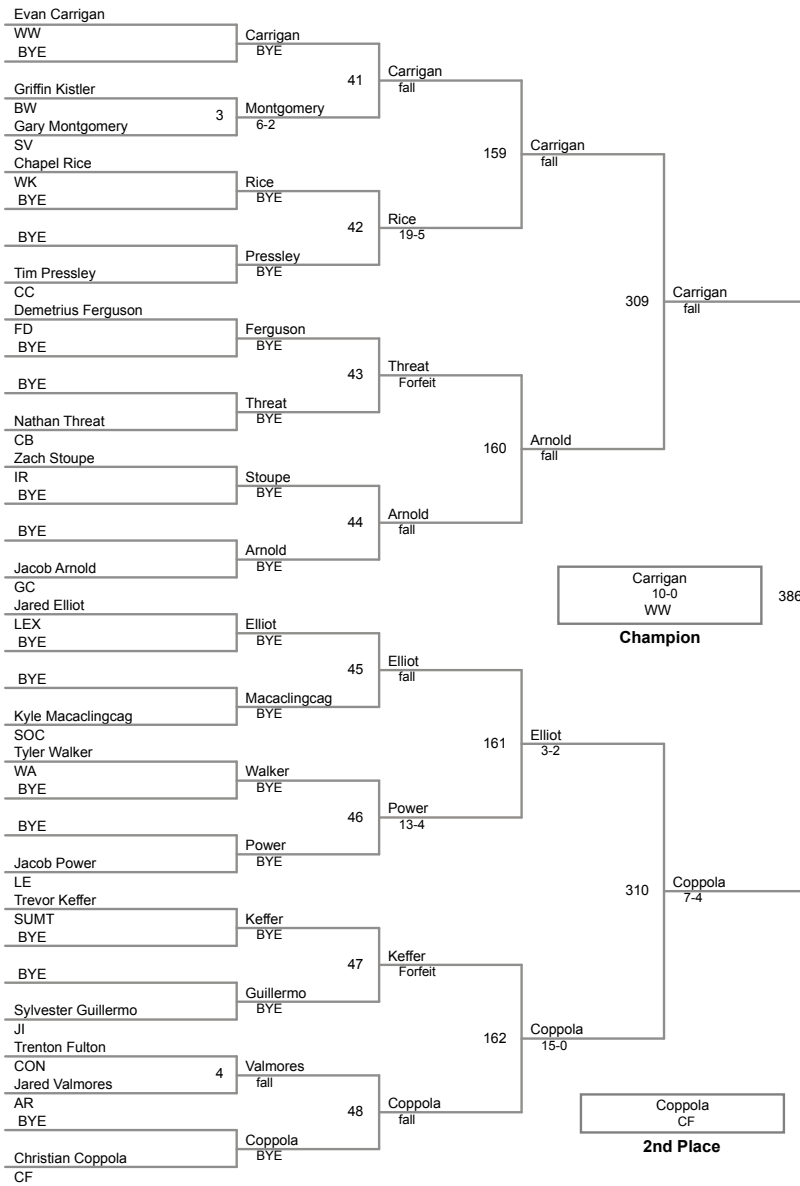 Evan Carrigan
WW
BYE
Carrigan
BYE
41
Carrigan
fall
Griffin Kistler
BW
3
Gary Montgomery
SV
Montgomery
6-2
159
Carrigan
fall
Chapel Rice
WK
BYE
Rice
BYE
42
Rice
19-5
BYE
Tim Pressley
CC
Pressley
BYE
309
Carrigan
fall
Demetrius Ferguson
FD
BYE
Ferguson
BYE
43
Threat
Forfeit
BYE
Nathan Threat
CB
Threat
BYE
160
Arnold
fall
Zach Stoupe
IR
BYE
Stoupe
BYE
44
Arnold
fall
BYE
Jacob Arnold
GC
Arnold
BYE
Carrigan
10-0
WW
386
Champion
Jared Elliot
LEX
BYE
Elliot
BYE
45
Elliot
fall
BYE
Kyle Macaclingcag
SOC
Macaclingcag
BYE
161
Elliot
3-2
Tyler Walker
WA
BYE
Walker
BYE
46
Power
13-4
BYE
Jacob Power
LE
Power
BYE
310
Coppola
7-4
Trevor Keffer
SUMT
BYE
Keffer
BYE
47
Keffer
Forfeit
BYE
Sylvester Guillermo
JI
Guillermo
BYE
162
Coppola
15-0
Trenton Fulton
CON
4
Jared Valmores
AR
Valmores
fall
48
Coppola
fall
BYE
Christian Coppola
CF
Coppola
BYE
Coppola
CF
2nd Place